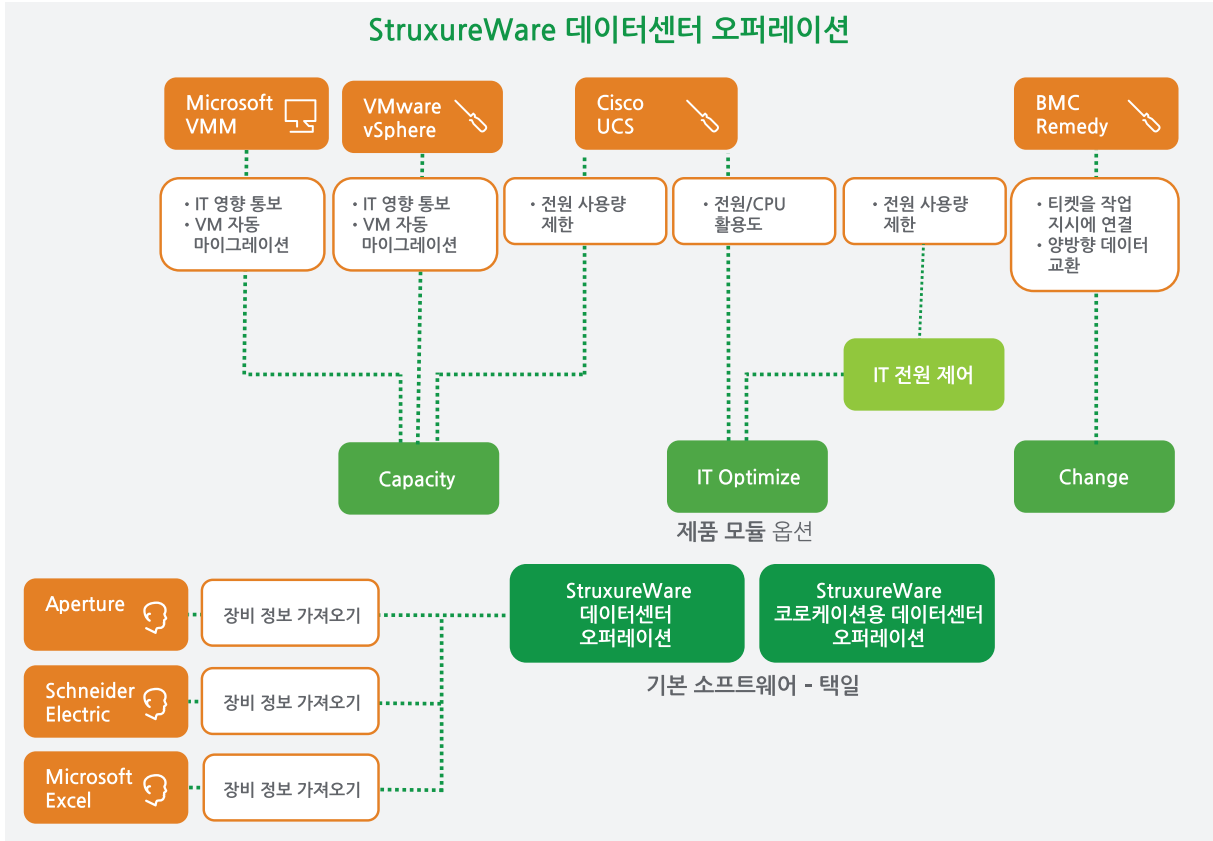 StruxureWare 데이터센터 오퍼레이션
Microsoft
VMM
VMware
vSphere
Cisco
UCS
BMC
Remedy
· IT 영향 통보
· VM 자동
마이그레이션
· IT 영향 통보
· VM 자동
마이그레이션
· 전원 사용량
제한
· 전원/CPU
활용도
· 전원 사용량
제한
· 티켓을 작업
지시에 연결
· 양방향 데이터
교환
IT 전원 제어
Capacity
IT Optimize
Change
제품 모듈 옵션
Aperture
장비 정보 가져오기
StruxureWare
데이터센터
오퍼레이션
StruxureWare
코로케이션용 데이터센터
오퍼레이션
기본 소프트웨어 - 택일
Schneider
Electric
장비 정보 가져오기
Microsoft
Excel
장비 정보 가져오기